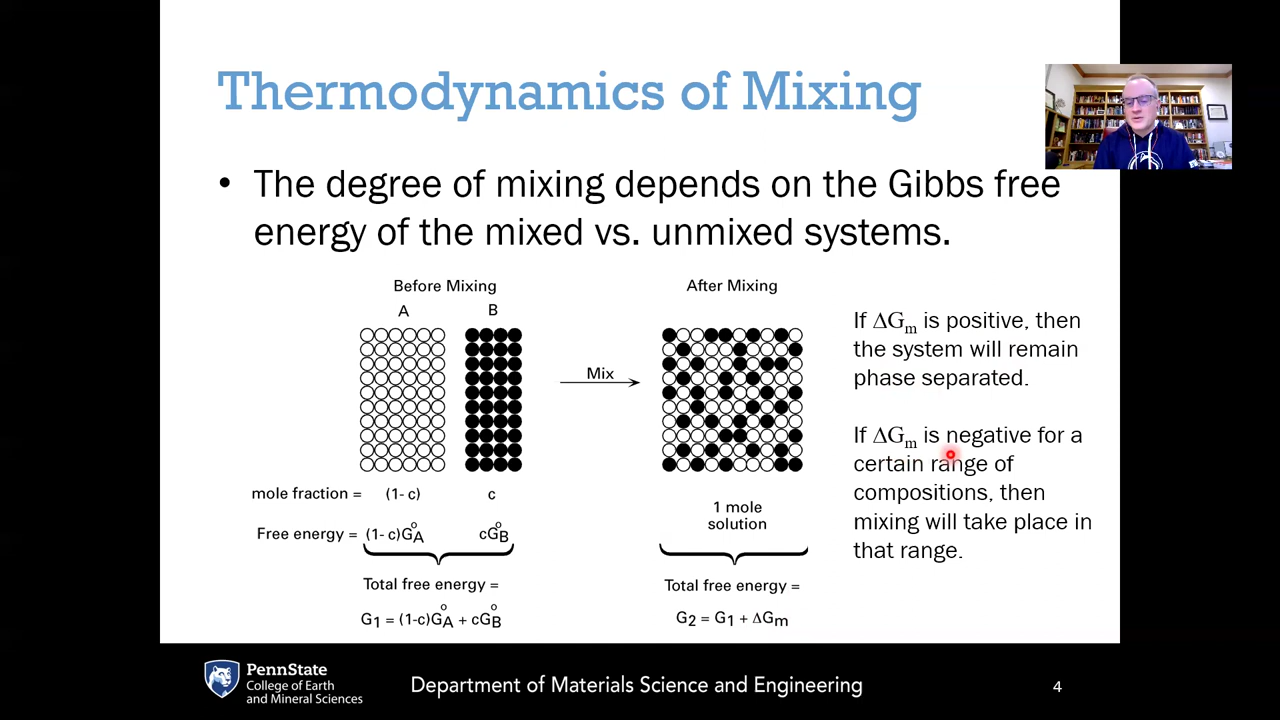 Thermodynamics of Mixing
• The degree of mixing depends on the Gibbs free
energy of the mixed vs. unmixed systems.
Before Mixing
A
B
Mix
After Mixing
mole fraction = (1- c) c
Free energy = (1- c)G°A cG°B
Total free energy =
G1 = (1-c)G°A + cG°B
1 mole
solution
Total free energy =
G2 = G1 + ΔGm
If ΔGm is positive, then
the system will remain
phase separated.
If ΔGm is negative for a
certain range of
compositions, then
mixing will take place in
that range.
PennState
College of Earth
and Mineral Sciences
Department of Materials Science and Engineering
4